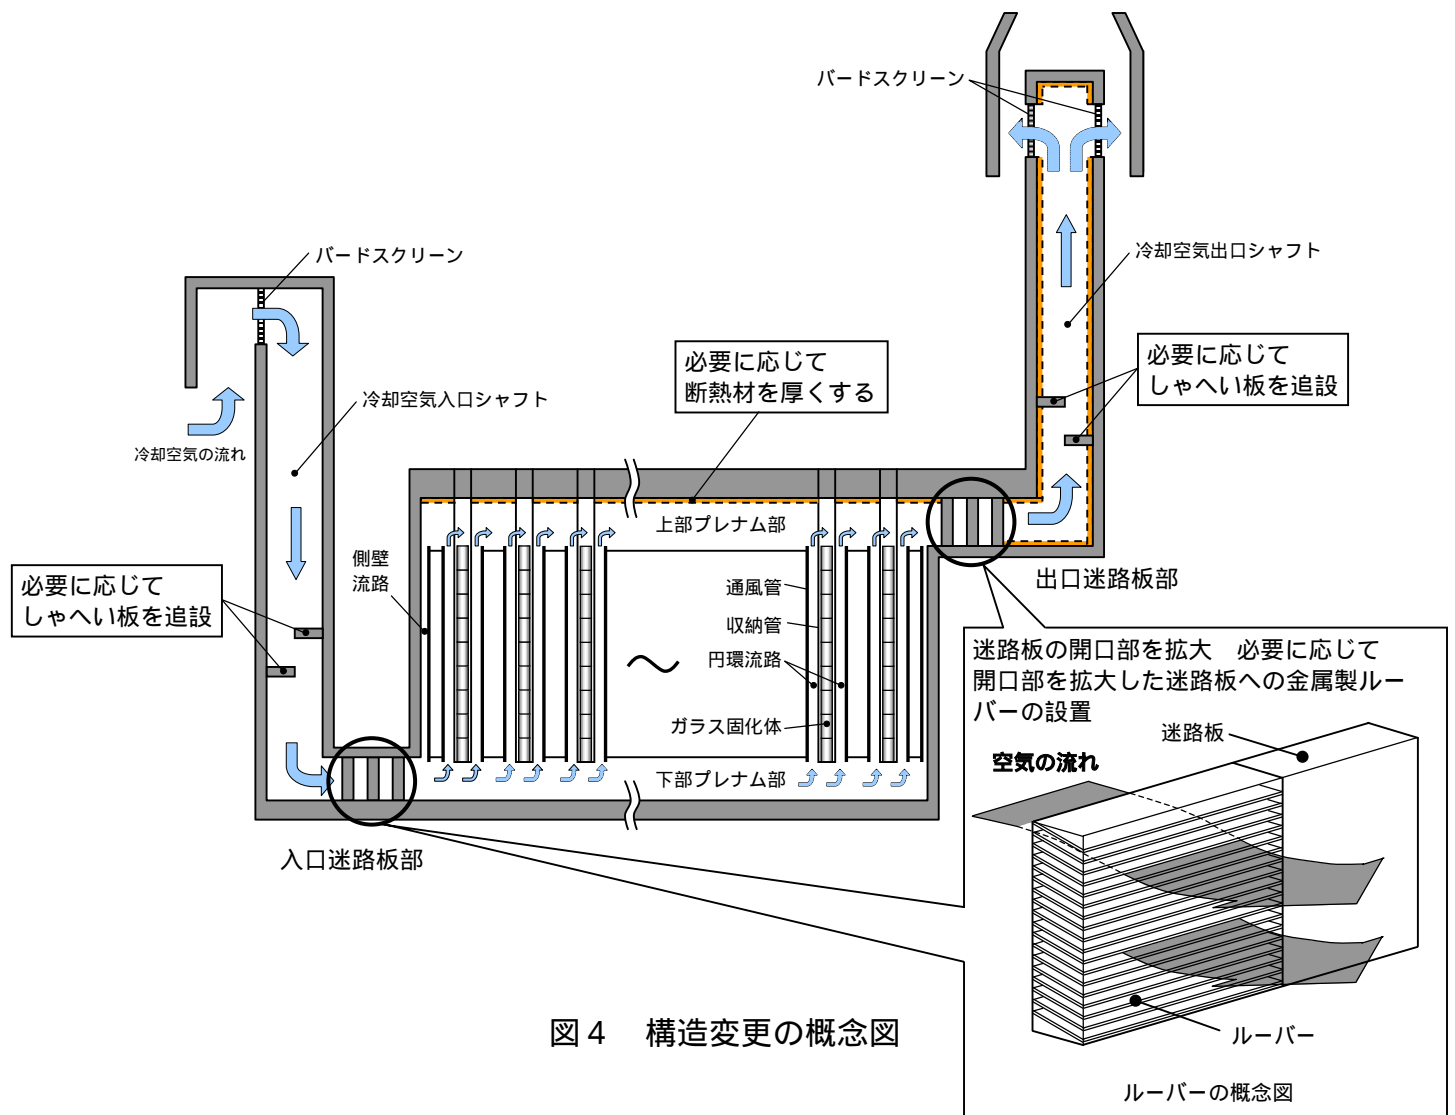 バードスクリーン
バードスクリーン
冷却空気出口シャフト
必要に応じて
断熱材を厚くする
必要に応じて
しゃへい板を追設
冷却空気入口シャフト
冷却空気の流れ
上部プレナム部
側壁
流路
必要に応じて
しゃへい板を追設
通風管
収納管
円環流路
ガラス固化体
出口迷路板部
下部プレナム部
入口迷路板部
迷路板の開口部を拡大　必要に応じて
開口部を拡大した迷路板への金属製ルー
バーの設置
迷路板
空気の流れ
ルーバー
ルーバーの概念図
図４　構造変更の概念図